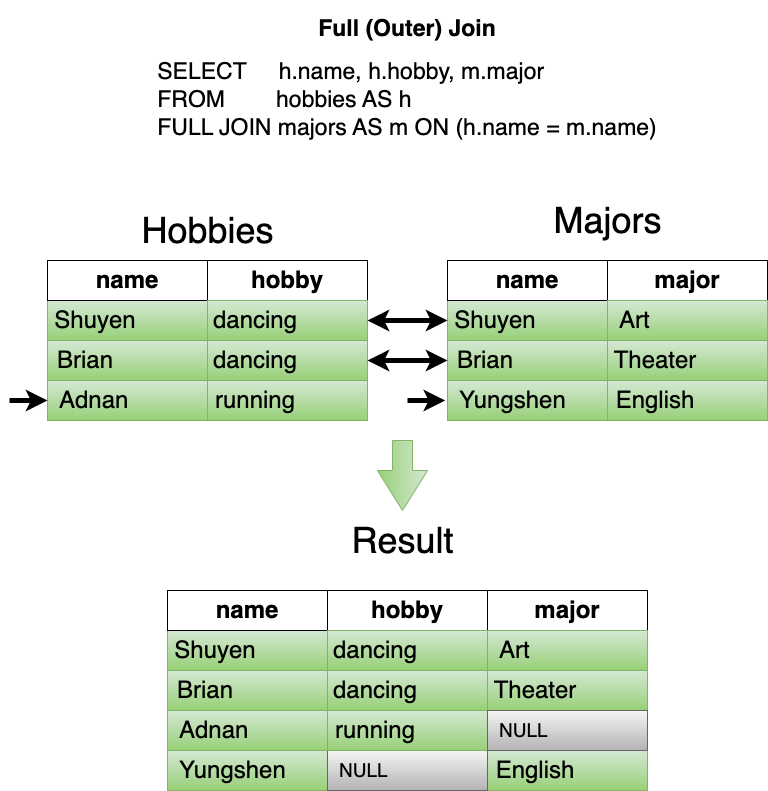 Full (Outer) Join
SELECT h.name, h.hobby, m.major
FROM hobbies AS h
FULL JOIN majors AS m ON (h.name = m.name)
Hobbies
name hobby
Shuyen dancing
Brian dancing
Adnan running
Majors
name major
Shuyen Art
Brian Theater
Yungshen English
Result
name hobby major
Shuyen dancing Art
Brian dancing Theater
Adnan running NULL
Yungshen NULL English